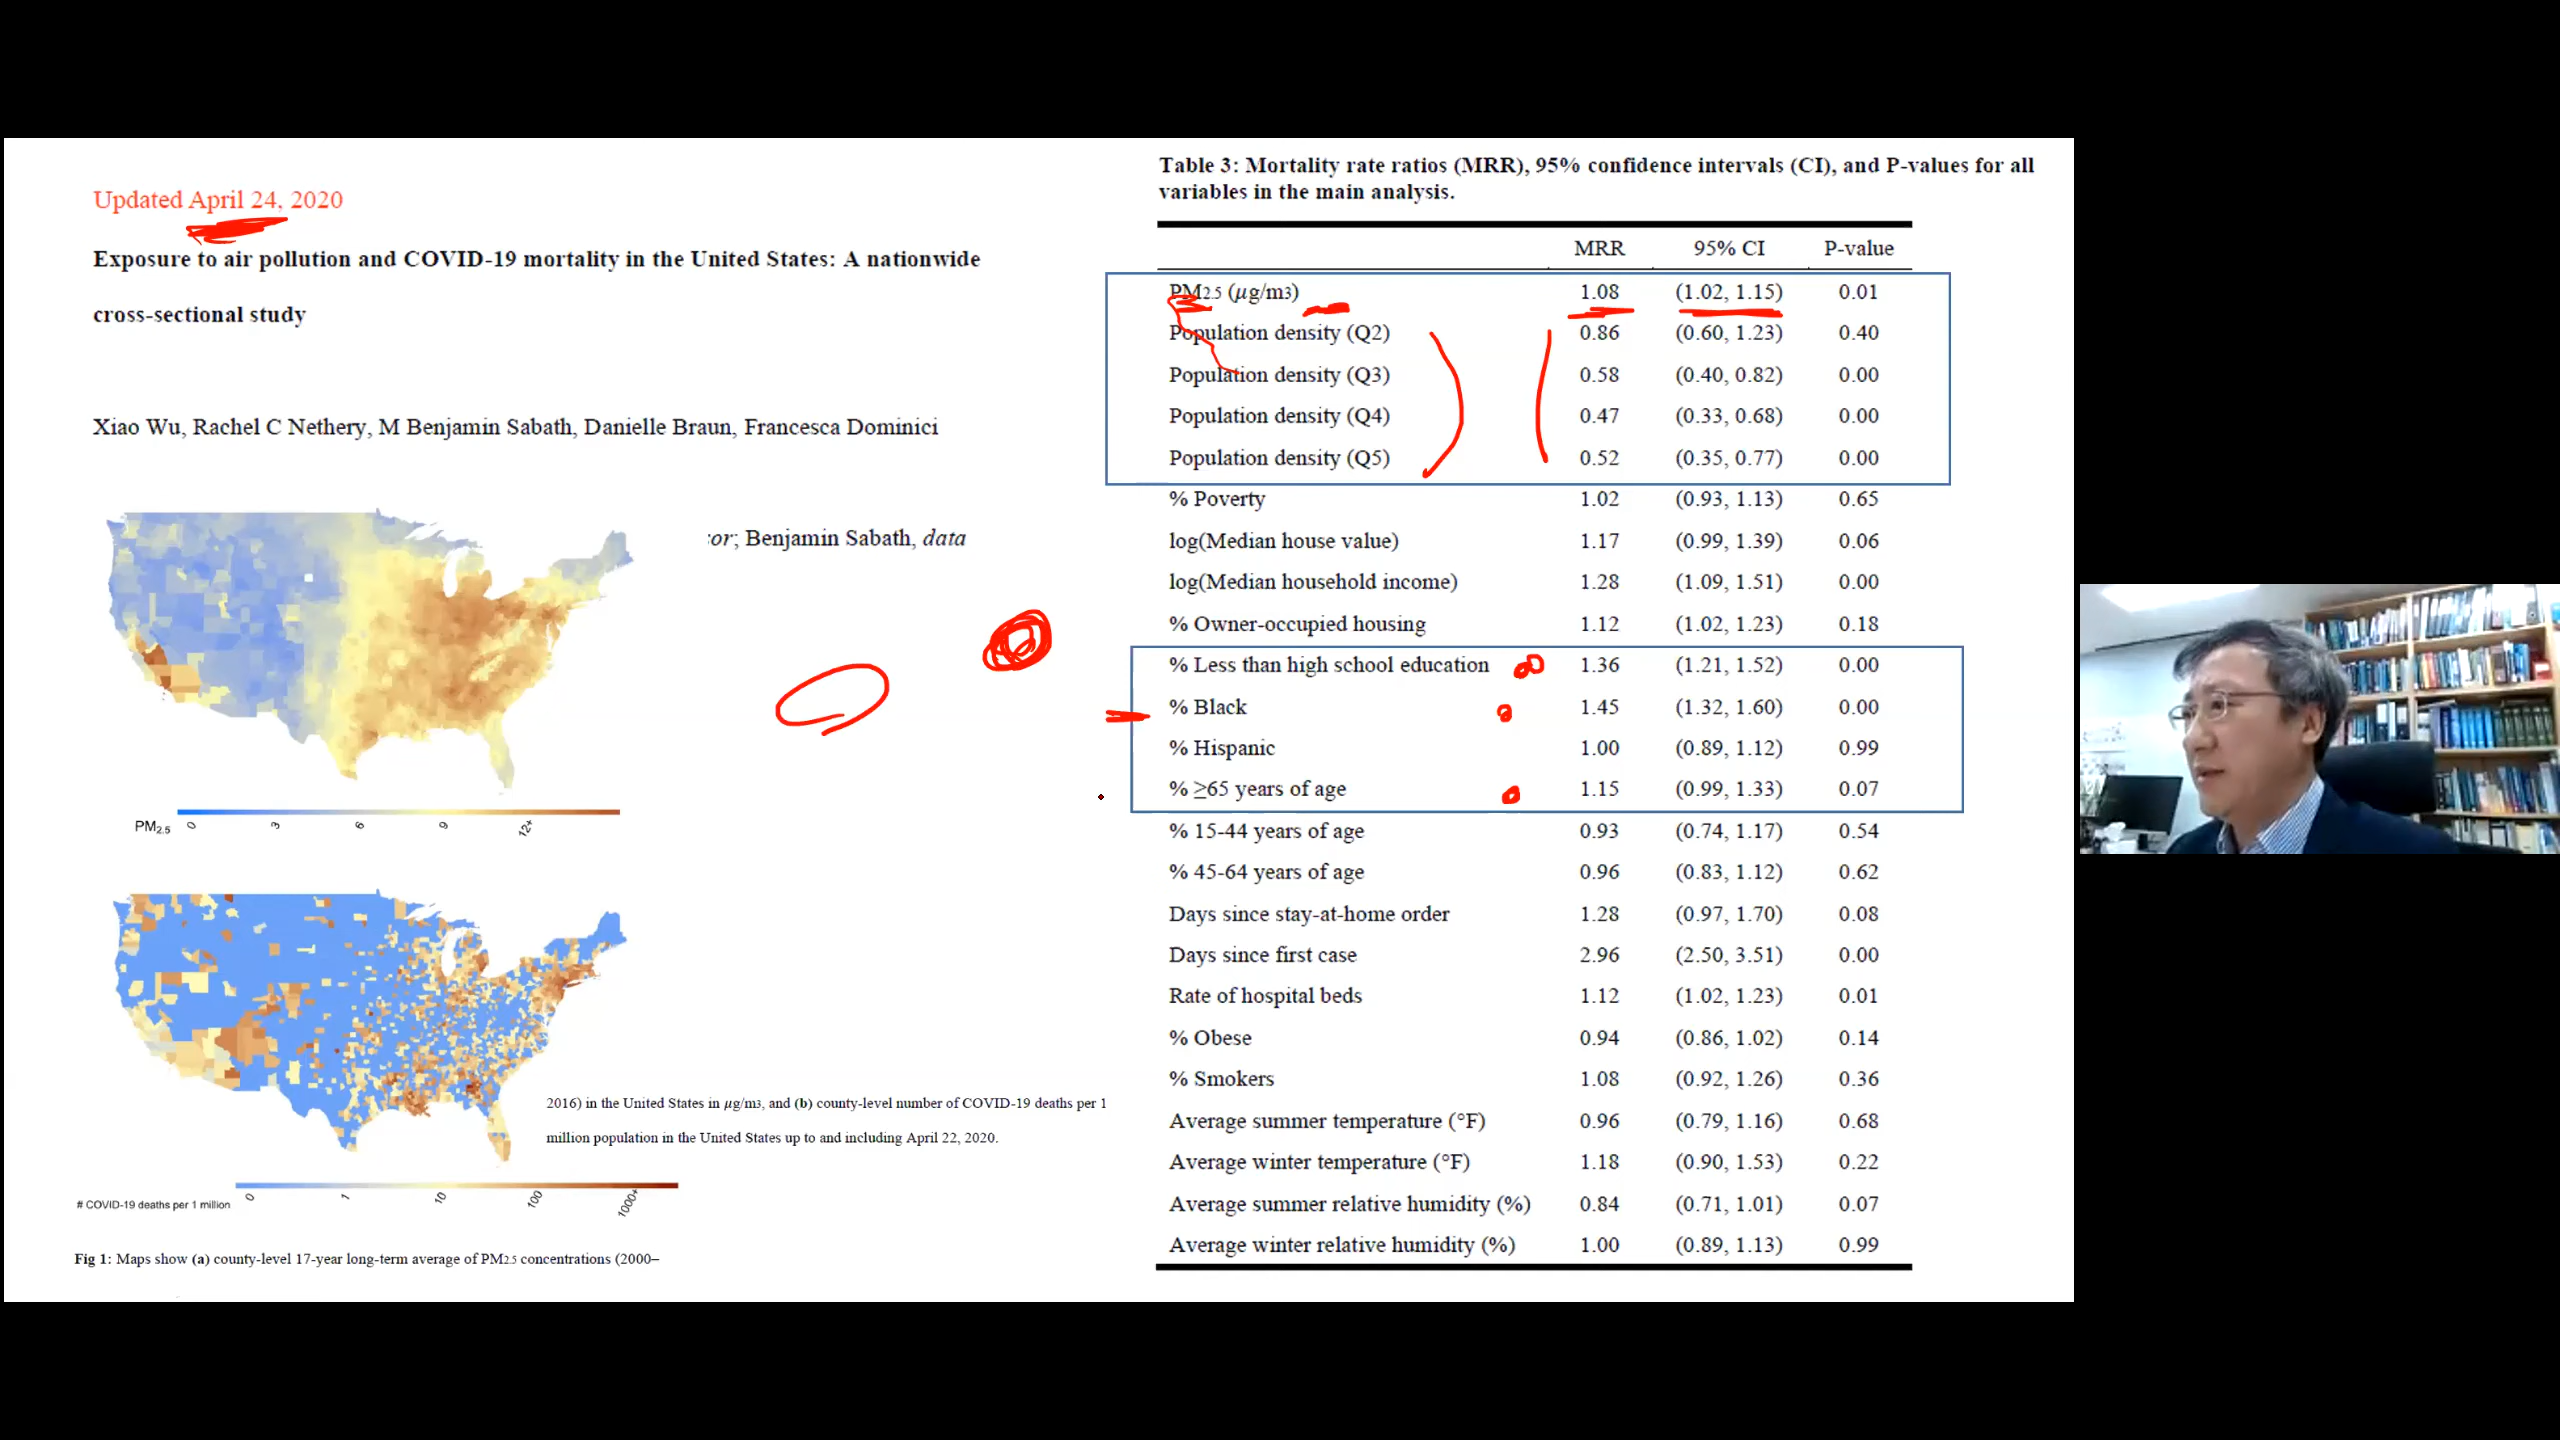 Updated April 24, 2020
Exposure to air pollution and COVID-19 mortality in the United States: A nationwide
cross-sectional study
Xiao Wu, Rachel C Nethery, M Benjamin Sabath, Danielle Braun, Francesca Dominici
or; Benjamin Sabath, data
PM2.5 0 3 6 9 12+
2016) in the United States in µg/m3, and (b) county-level number of COVID-19 deaths per 1
million population in the United States up to and including April 22, 2020.
# COVID-19 deaths per 1 million 0 1 10 100 1000+
Fig 1: Maps show (a) county-level 17-year long-term average of PM2.5 concentrations (2000–
Table 3: Mortality rate ratios (MRR), 95% confidence intervals (CI), and P-values for all
variables in the main analysis.
MRR 95% CI P-value
PM2.5 (µg/m3) 1.08 (1.02, 1.15) 0.01
Population density (Q2) 0.86 (0.60, 1.23) 0.40
Population density (Q3) 0.58 (0.40, 0.82) 0.00
Population density (Q4) 0.47 (0.33, 0.68) 0.00
Population density (Q5) 0.52 (0.35, 0.77) 0.00
% Poverty 1.02 (0.93, 1.13) 0.65
log(Median house value) 1.17 (0.99, 1.39) 0.06
log(Median household income) 1.28 (1.09, 1.51) 0.00
% Owner-occupied housing 1.12 (1.02, 1.23) 0.18
% Less than high school education 1.36 (1.21, 1.52) 0.00
% Black 1.45 (1.32, 1.60) 0.00
% Hispanic 1.00 (0.89, 1.12) 0.99
% ≥65 years of age 1.15 (0.99, 1.33) 0.07
% 15-44 years of age 0.93 (0.74, 1.17) 0.54
% 45-64 years of age 0.96 (0.83, 1.12) 0.62
Days since stay-at-home order 1.28 (0.97, 1.70) 0.08
Days since first case 2.96 (2.50, 3.51) 0.00
Rate of hospital beds 1.12 (1.02, 1.23) 0.01
% Obese 0.94 (0.86, 1.02) 0.14
% Smokers 1.08 (0.92, 1.26) 0.36
Average summer temperature (°F) 0.96 (0.79, 1.16) 0.68
Average winter temperature (°F) 1.18 (0.90, 1.53) 0.22
Average summer relative humidity (%) 0.84 (0.71, 1.01) 0.07
Average winter relative humidity (%) 1.00 (0.89, 1.13) 0.99